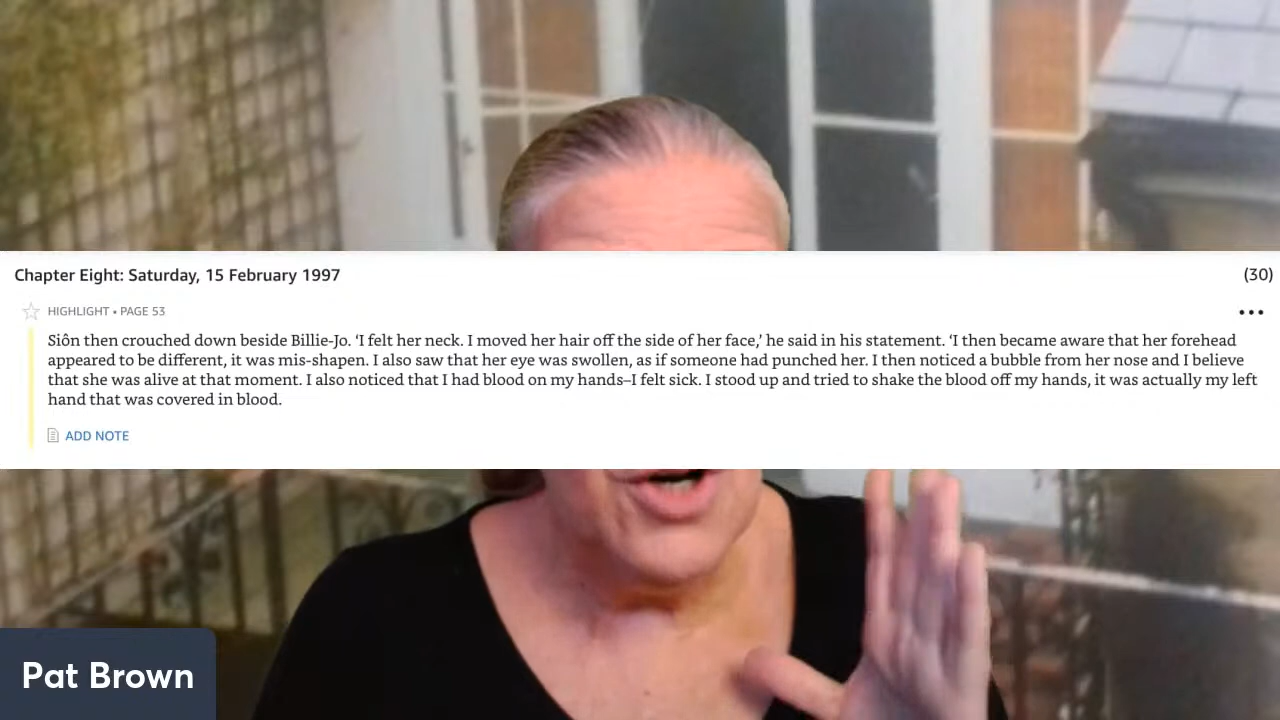 Chapter Eight: Saturday, 15 February 1997
(30)
HIGHLIGHT • PAGE 53
Siôn then crouched down beside Billie-Jo. ‘I felt her neck. I moved her hair off the side of her face,’ he said in his statement. ‘I then became aware that her forehead
appeared to be different, it was mis-shapen. I also saw that her eye was swollen, as if someone had punched her. I then noticed a bubble from her nose and I believe
that she was alive at that moment. I also noticed that I had blood on my hands–I felt sick. I stood up and tried to shake the blood off my hands, it was actually my left
hand that was covered in blood.
ADD NOTE
Pat Brown